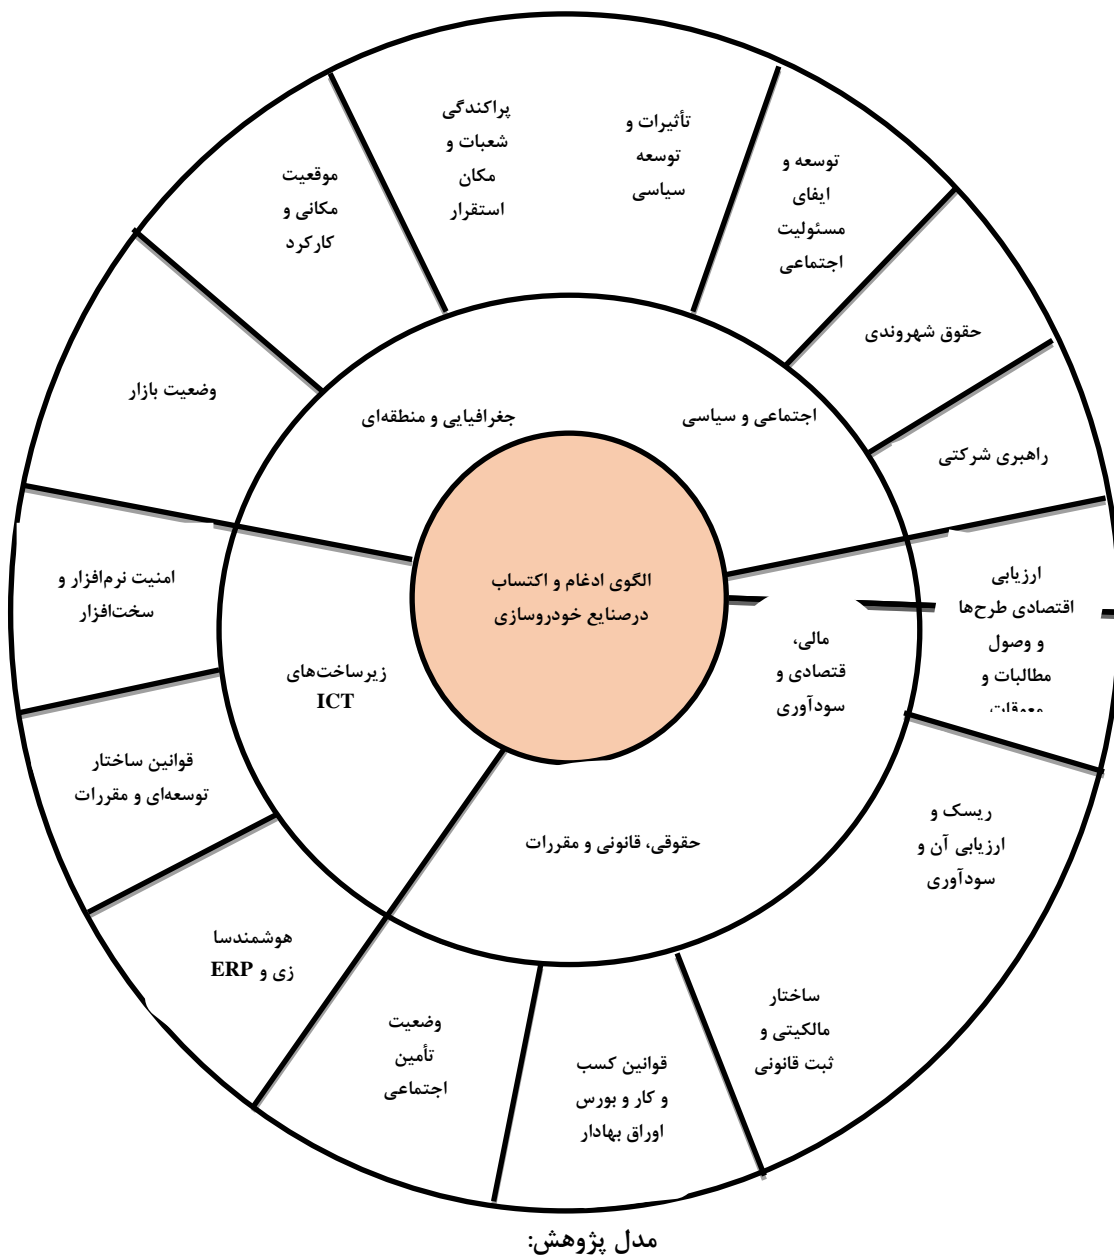 پراکندگی
شعبات و
مکان
استقرار
تأثیرات و
توسعه
سیاسی
توسعه و
ایفای
مسئولیت
اجتماعی
موقعیت
مکانی و
کارکرد
حقوق شهروندی
وضعیت بازار
راهبری شرکتی
اجتماعی و سیاسی
جغرافیایی و منطقه‌ای
امنیت نرم‌افزار و
سخت‌افزار
الگوی ادغام و اکتساب
درصنایع خودروسازی
ارزیابی
اقتصادی طرح‌ها
و وصول
مطالبات و
معوقات
مالی،
قتصادی و
سودآوری
زیرساخت‌های
ICT
قوانین ساختار
توسعه‌ای و مقررات
ریسک و
ارزیابی آن و
سودآوری
حقوقی، قانونی و مقررات
هوشمندسا
زی و ERP
ساختار
مالکیتی و
ثبت قانونی
وضعیت
تأمین
اجتماعی
قوانین کسب
و کار و بورس
اوراق بهادار
مدل پژوهش: